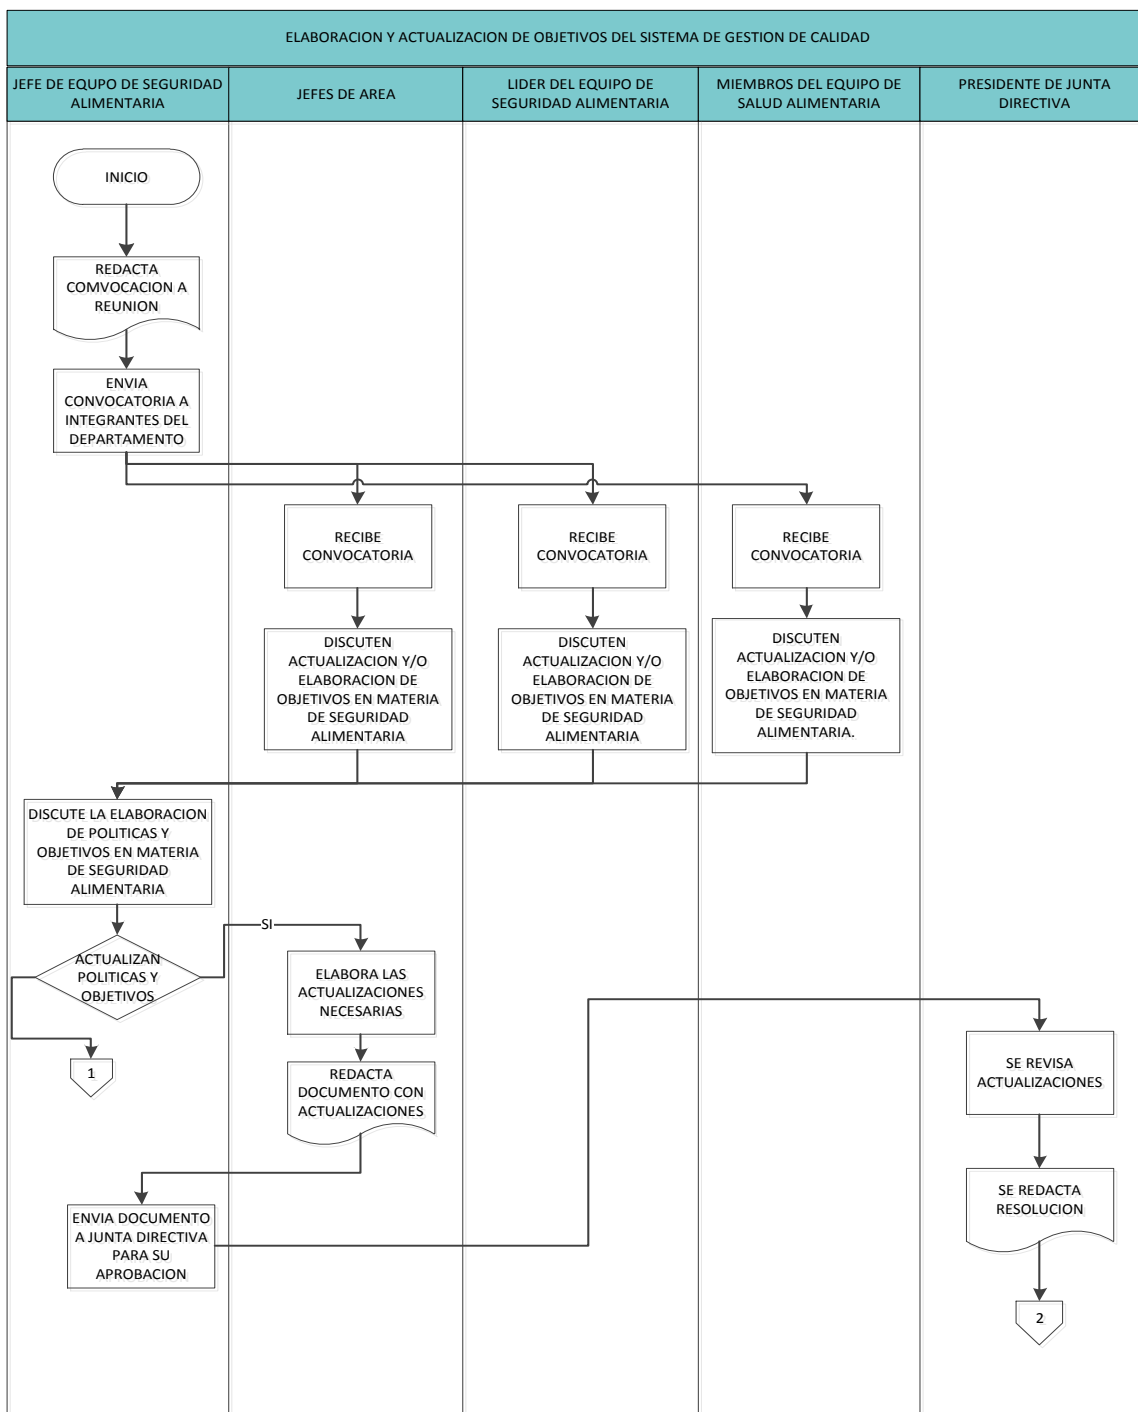 ELABORACION Y ACTUALIZACION DE OBJETIVOS DEL SISTEMA DE GESTION DE CALIDAD
JEFE DE EQUPO DE SEGURIDAD
ALIMENTARIA
JEFES DE AREA
LIDER DEL EQUIPO DE
SEGURIDAD ALIMENTARIA
MIEMBROS DEL EQUIPO DE
SALUD ALIMENTARIA
PRESIDENTE DE JUNTA
DIRECTIVA
INICIO
REDACTA
COMVOCACION A
REUNION
ENVIA
CONVOCATORIA A
INTEGRANTES DEL
DEPARTAMENTO
RECIBE
CONVOCATORIA
RECIBE
CONVOCATORIA
RECIBE
CONVOCATORIA
DISCUTEN
ACTUALIZACION Y/O
ELABORACION DE
OBJETIVOS EN MATERIA
DE SEGURIDAD
ALIMENTARIA
DISCUTEN
ACTUALIZACION Y/O
ELABORACION DE
OBJETIVOS EN MATERIA
DE SEGURIDAD
ALIMENTARIA
DISCUTEN
ACTUALIZACION Y/O
ELABORACION DE
OBJETIVOS EN MATERIA
DE SEGURIDAD
ALIMENTARIA.
DISCUTE LA ELABORACION
DE POLITICAS Y
OBJETIVOS EN MATERIA
DE SEGURIDAD
ALIMENTARIA
ACTUALIZAN
POLITICAS Y
OBJETIVOS
SI
1
ELABORA LAS
ACTUALIZACIONES
NECESARIAS
REDACTA
DOCUMENTO CON
ACTUALIZACIONES
ENVIA DOCUMENTO
A JUNTA DIRECTIVA
PARA SU
APROBACION
SE REVISA
ACTUALIZACIONES
SE REDACTA
RESOLUCION
2